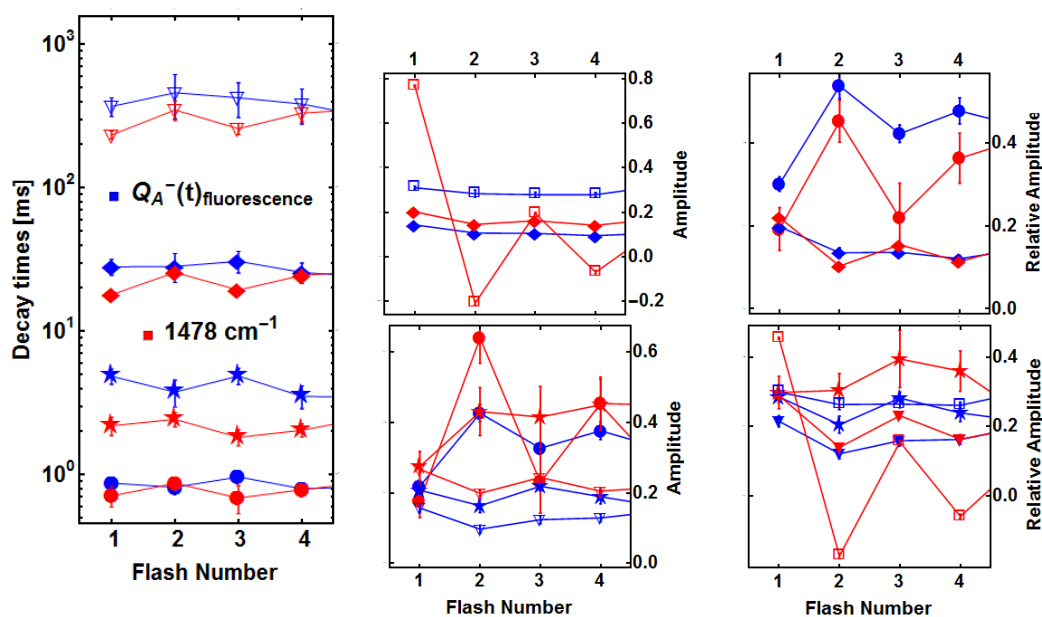 10³
10²
10¹
10⁰
Decay times [ms]
Q_A⁻(t)fluorescence
1478 cm⁻¹
1 2 3 4
Flash Number
1 2 3 4
0.8
0.6
0.4
0.2
0.0
−0.2
Amplitude
0.6
0.4
0.2
0.0
Amplitude
1 2 3 4
Flash Number
1 2 3 4
0.4
0.2
0.0
Relative Amplitude
0.4
0.2
0.0
Relative Amplitude
1 2 3 4
Flash Number